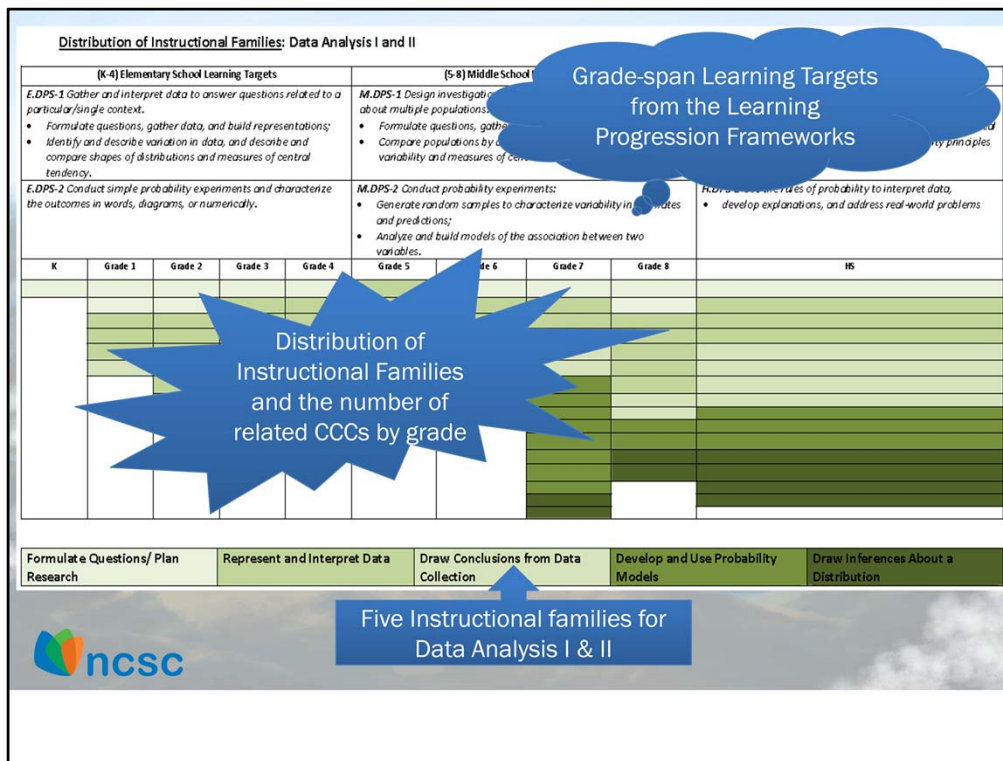 Distribution of Instructional Families: Data Analysis I and II
(K-4) Elementary School Learning Targets
(5-8) Middle School
E.DPS-1 Gather and interpret data to answer questions related to a
particular/single context.
• Formulate questions, gather data, and build representations;
• Identify and describe variation in data, and describe and
compare shapes of distributions and measures of central
tendency.
M.DPS-1 Design investigatio
about multiple populations.
• Formulate questions, gathe
• Compare populations by
variability and measures of
ty principles
Grade-span Learning Targets
from the Learning
Progression Frameworks
E.DPS-2 Conduct simple probability experiments and characterize
the outcomes in words, diagrams, or numerically.
M.DPS-2 Conduct probability experiments:
• Generate random samples to characterize variability in
and predictions;
• Analyze and build models of the association between two
variables.
rules of probability to interpret data,
• develop explanations, and address real-world problems
K Grade 1 Grade 2 Grade 3 Grade 4 Grade 5 6 Grade 7 Grade 8 HS
Distribution of
Instructional Families
and the number of
related CCCs by grade
Formulate Questions/ Plan
Research
Represent and Interpret Data
Draw Conclusions from Data
Collection
Develop and Use Probability
Models
Draw Inferences About a
Distribution
Five Instructional families for
Data Analysis I & II
ncsc